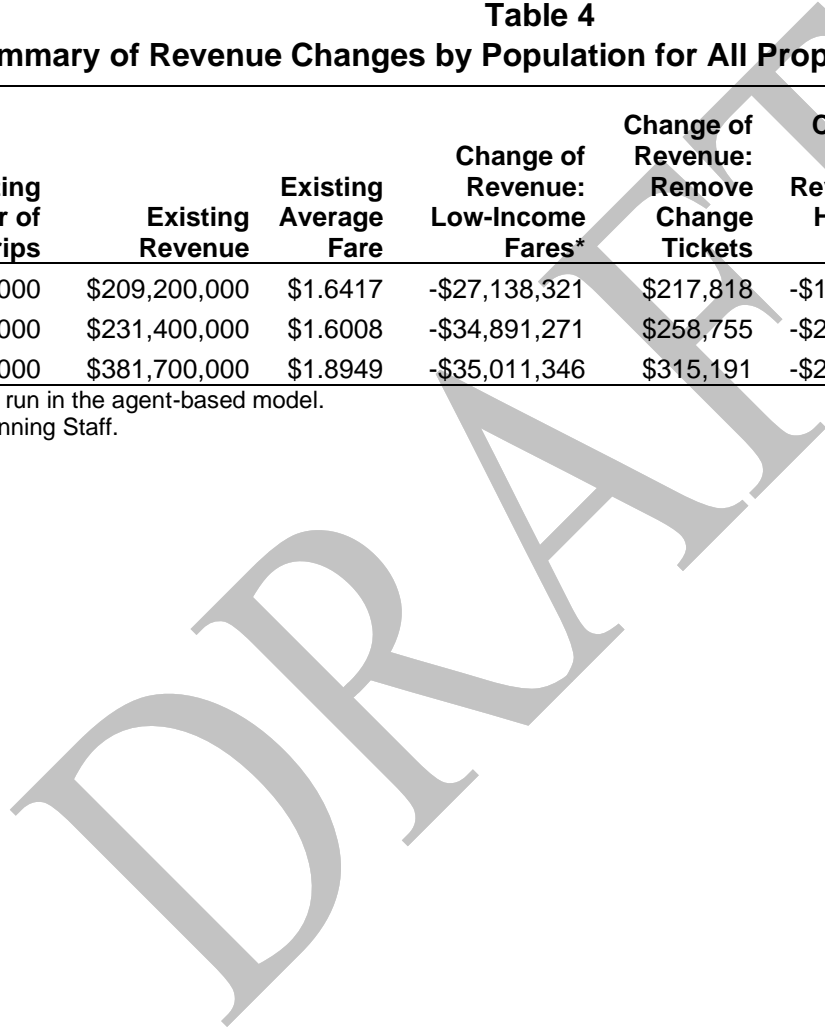 Table 4
mmary of Revenue Changes by Population for All Prop
Change of
Change of Revenue:
ting Existing Revenue: Remove Rev
r of Existing Average Low-Income Change H
rips Revenue Fare Fares* Tickets
000 $209,200,000 $1.6417 -$27,138,321 $217,818 -$1
000 $231,400,000 $1.6008 -$34,891,271 $258,755 -$2
000 $381,700,000 $1.8949 -$35,011,346 $315,191 -$2
run in the agent-based model.
nning Staff.
DRAFT